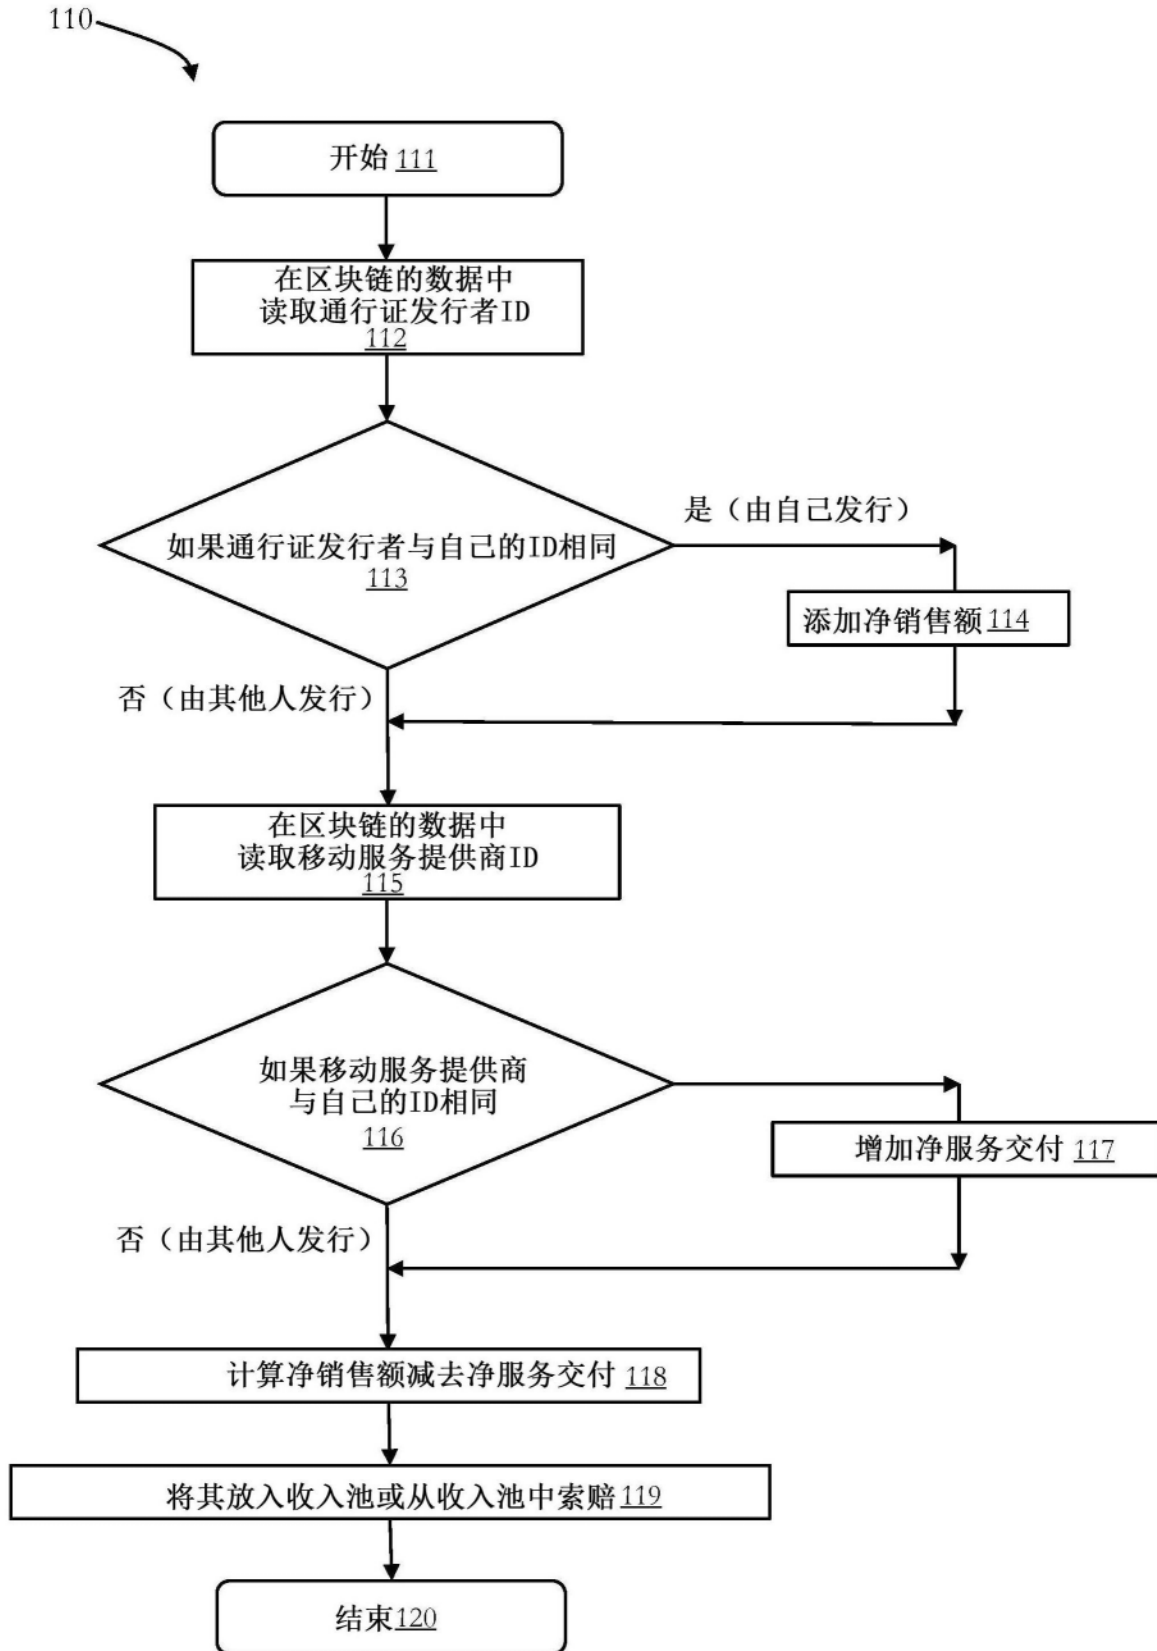 110
开始 111
在区块链的数据中
读取通行证发行者ID
112
如果通行证发行者与自己的ID相同
113
是（由自己发行）
添加净销售额 114
否（由其他人发行）
在区块链的数据中
读取移动服务提供商ID
115
如果移动服务提供商
与自己的ID相同
116
增加净服务交付 117
否（由其他人发行）
计算净销售额减去净服务交付 118
将其放入收入池或从收入池中索赔119
结束120